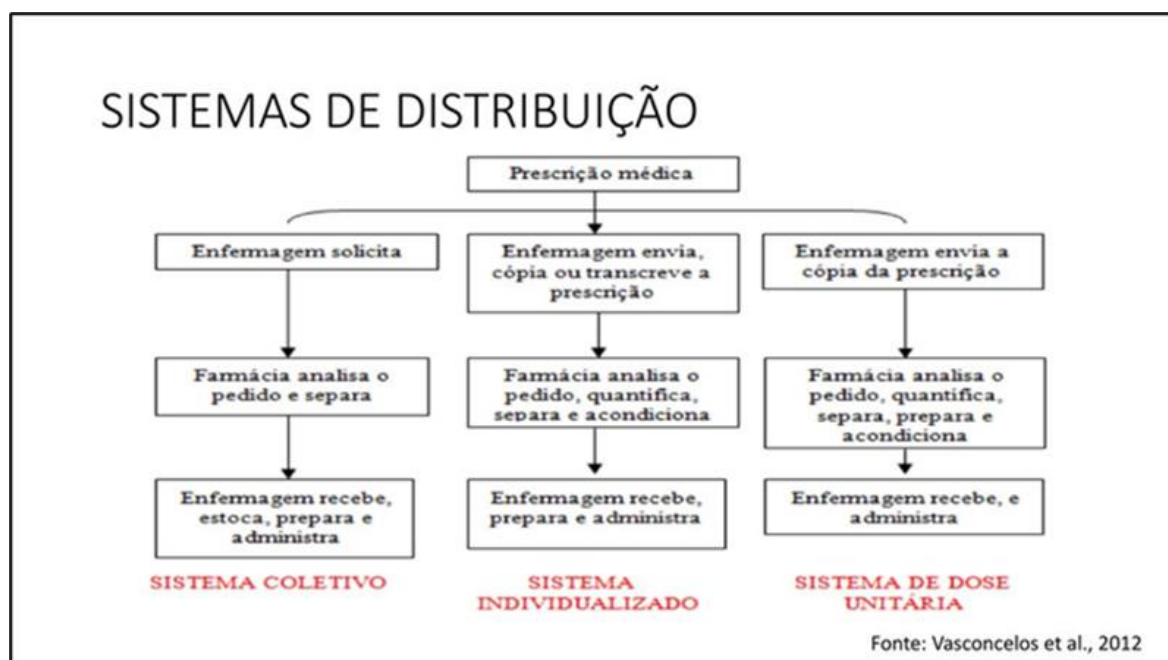 SISTEMAS DE DISTRIBUIÇÃO
Prescrição médica
Enfermagem solicita
Enfermagem envia,
cópia ou transcreve a
prescrição
Enfermagem envia a
cópia da prescrição
Farmácia analisa o
pedido e separa
Farmácia analisa o
pedido, quantífica,
separa e acondiciona
Farmácia analisa o
pedido, quantífica,
separa, prepara e
acondiciona
Enfermagem recebe,
estoca, prepara e
administra
Enfermagem recebe,
prepara e administra
Enfermagem recebe, e
administra
SISTEMA COLETIVO
SISTEMA
INDIVIDUALIZADO
SISTEMA DE DOSE
UNITÁRIA
Fonte: Vasconcelos et al., 2012